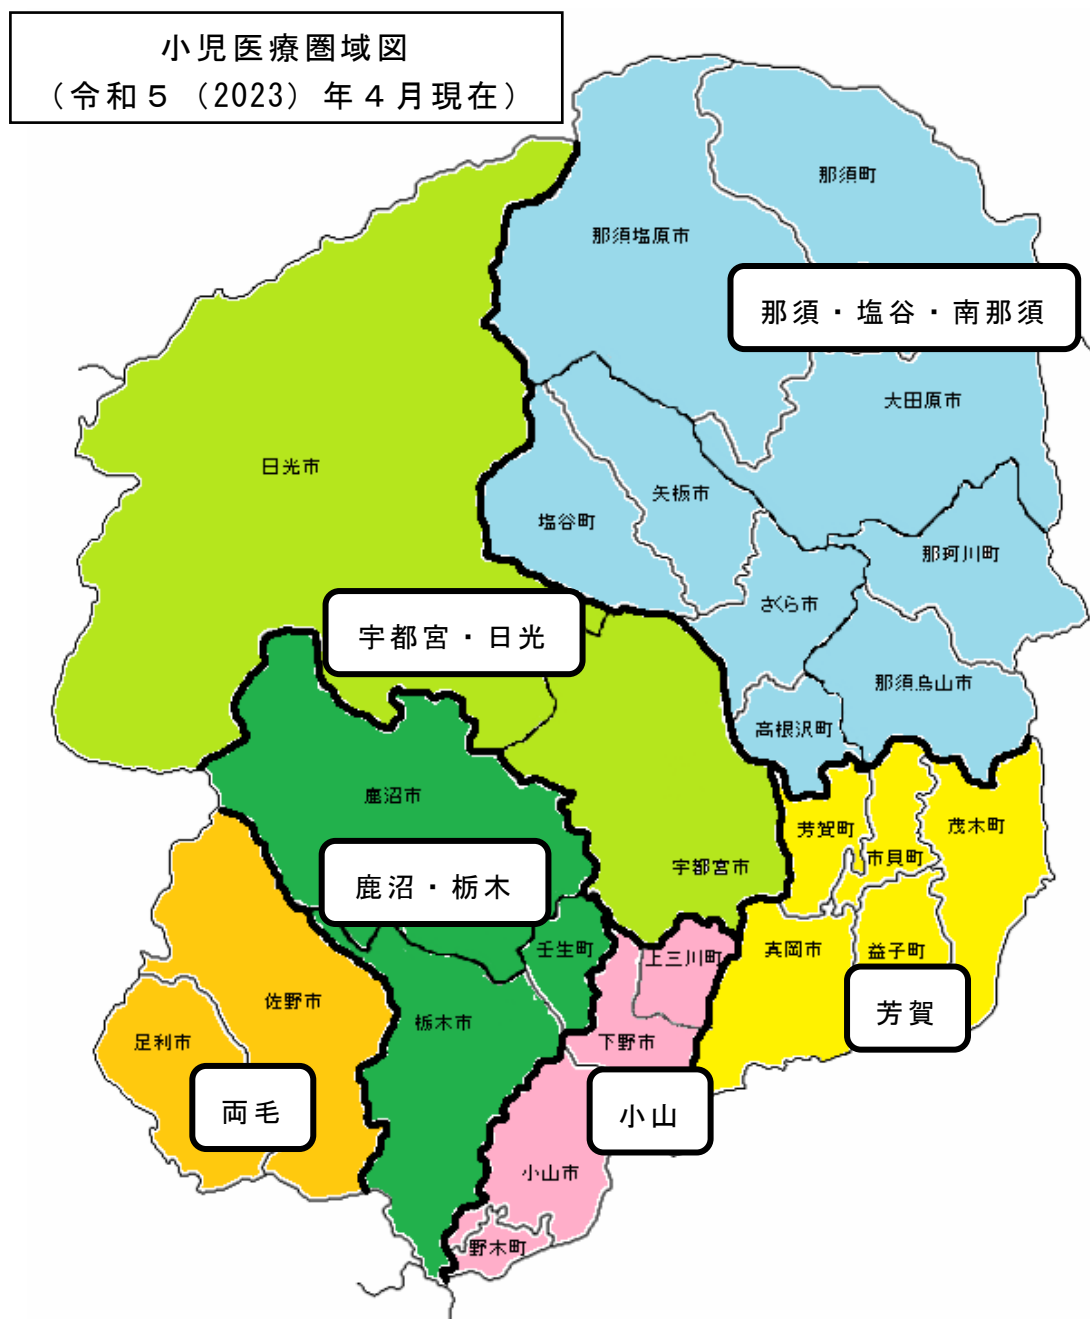 小児医療圏域図
（令和５（2023）年４月現在）
那須町
那須塩原市
那須・塩谷・南那須
大田原市
日光市
矢板市
塩谷町
那珂川町
さくら市
宇都宮・日光
那須烏山市
高根沢町
鹿沼市
芳賀町
茂木町
市貝町
宇都宮市
鹿沼・栃木
壬生町
上三川町
真岡市
益子町
佐野市
芳賀
栃木市
足利市
下野市
両毛
小山
小山市
野木町